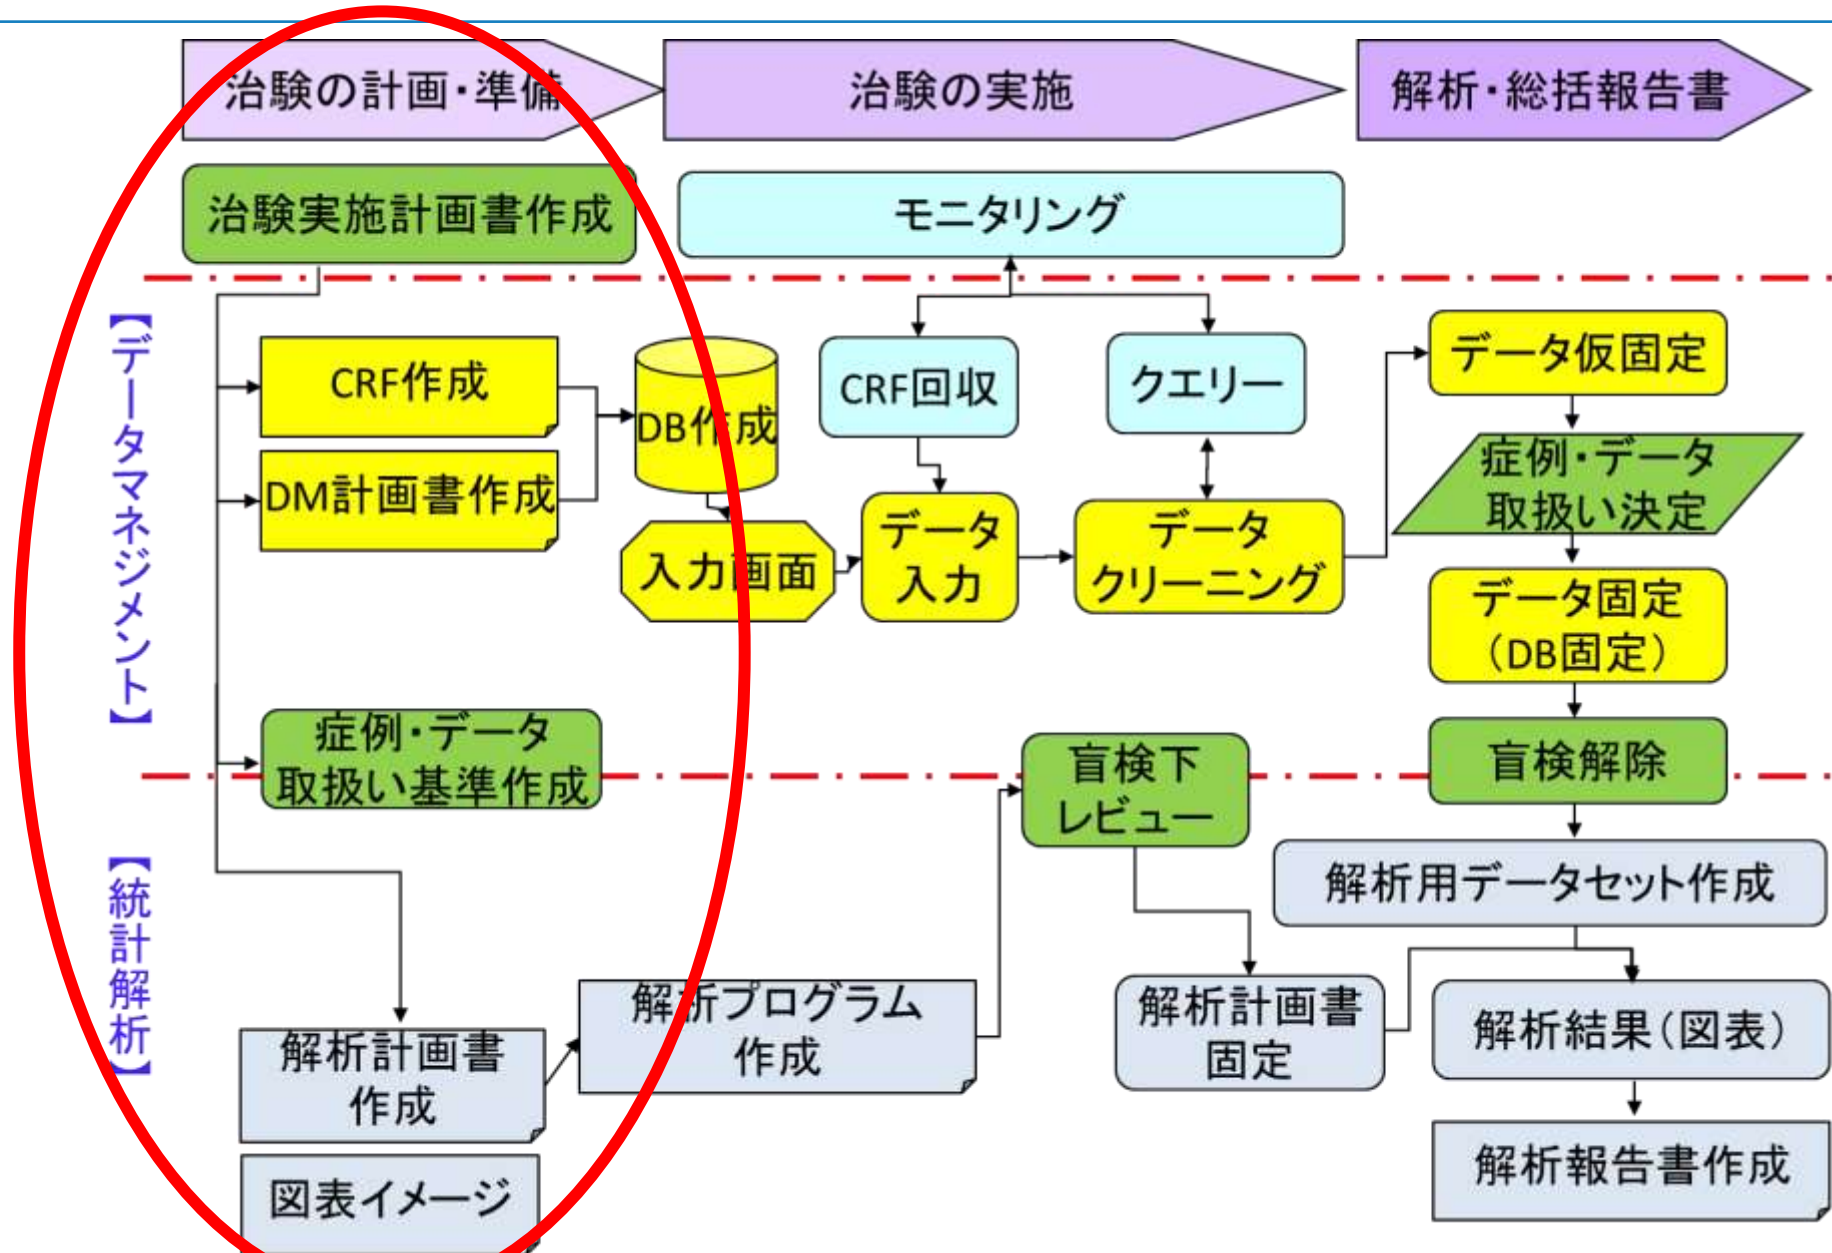 治験の計画・準備
治験の実施
解析・総括報告書
治験実施計画書作成
モニタリング
【データマネジメント】
CRF作成
DM計画書作成
DB作成
入力画面
CRF回収
クエリー
データ
入力
データ
クリーニング
データ仮固定
症例・データ
取扱い決定
データ固定
（DB固定）
症例・データ
取扱い基準作成
盲検下
レビュー
盲検解除
【統計解析】
解析用データセット作成
解析計画書
作成
解析プログラム
作成
解析計画書
固定
解析結果（図表）
図表イメージ
解析報告書作成